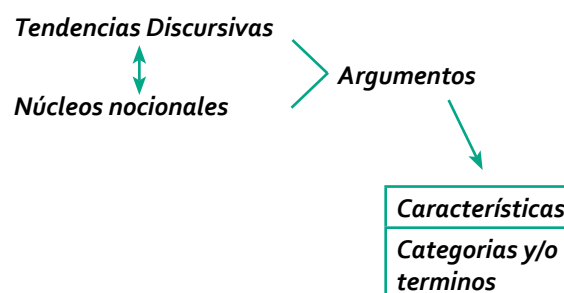 Tendencias Discursivas
Núcleos nocionales
Argumentos
Características
Categorias y/o
terminos